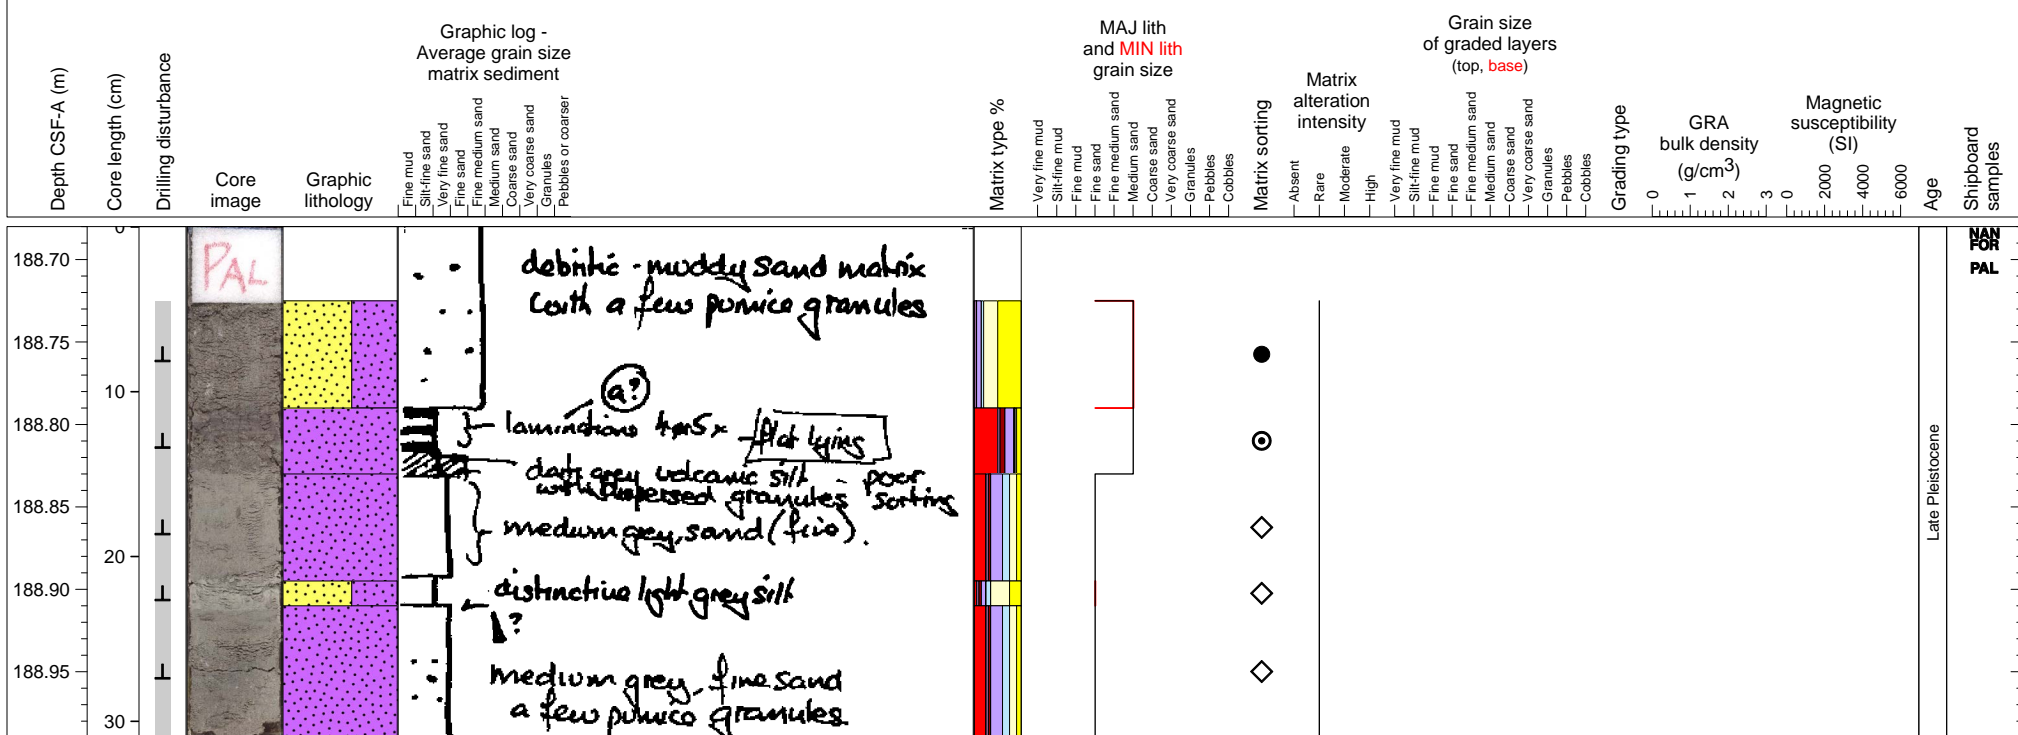 Depth CSF-A (m)
Core length (cm)
Drilling disturbance
Core
image
Graphic
lithology
Graphic log -
Average grain size
matrix sediment
Fine mud
Silt-fine sand
Very fine sand
Fine sand
Fine medium sand
Medium sand
Coarse sand
Very coarse sand
Granules
Pebbles or coarser
Matrix type %
MAJ lith
and MIN lith
grain size
Very fine mud
Silt-fine mud
Fine mud
Fine sand
Fine medium sand
Medium sand
Coarse sand
Very coarse sand
Granules
Pebbles
Cobbles
Matrix sorting
Matrix
alteration
intensity
Absent
Rare
Moderate
High
Grain size
of graded layers
(top, base)
Very fine mud
Silt-fine mud
Fine mud
Fine sand
Fine medium sand
Medium sand
Coarse sand
Very coarse sand
Granules
Pebbles
Cobbles
Grading type
GRA
bulk density
(g/cm3)
0 1 2 3
Magnetic
susceptibility
(SI)
0 2000 4000 6000
Age
Shipboard
samples
188.70
188.75
188.80
188.85
188.90
188.95
0
10
20
30
PAL
debritic - muddy sand matrix
with a few pumice granules
a?
laminations 4 or 5 x - flat lying
dark grey volcanic silt - poor
with dispersed granules sorting
medium grey, sand (fine).
distinctive light grey silt
?
medium grey, fine sand
a few pumice granules
Late Pleistocene
NAN
FOR
PAL